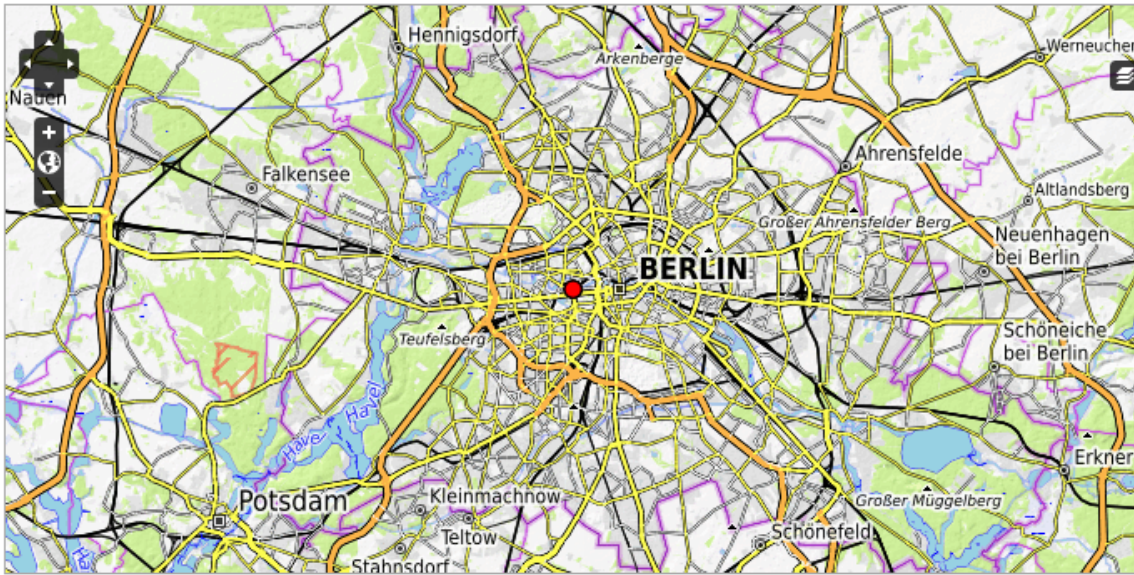 Hennigsdorf
Arkenberge
Werneuchen
Nauen
+
Ahrensfelde
Falkensee
Altlandsberg
Großer Ahrensfelder Berg
Neuenhagen
bei Berlin
BERLIN
Schöneiche
bei Berlin
Teufelsberg
Havel
Havel
Erkner
Potsdam
Kleinmachnow
Großer Müggelberg
Teltow
Schönefeld
Stahnsdorf